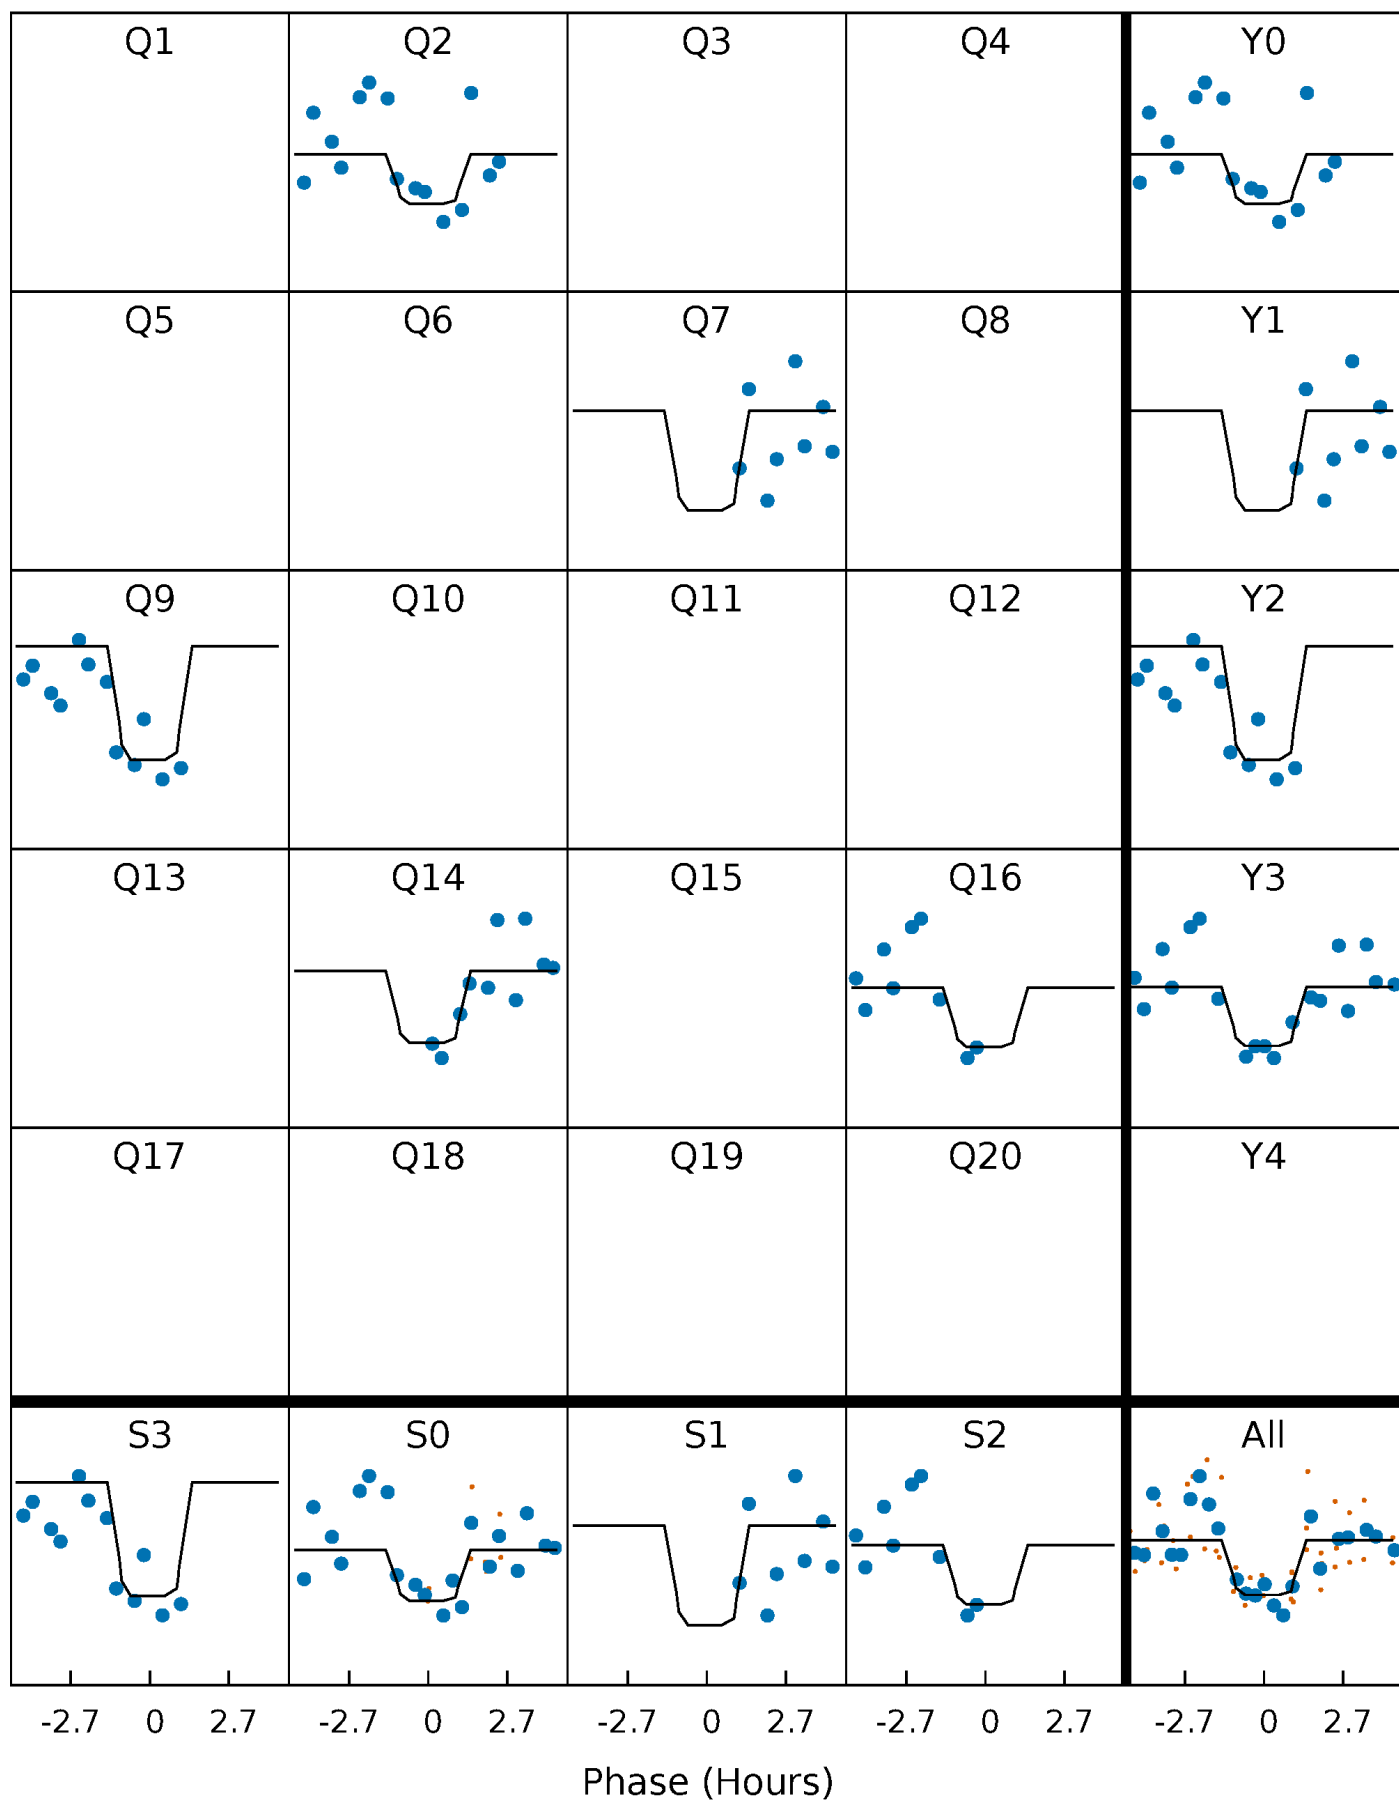 Q1 Q2 Q3 Q4 Y0
Q5 Q6 Q7 Q8 Y1
Q9 Q10 Q11 Q12 Y2
Q13 Q14 Q15 Q16 Y3
Q17 Q18 Q19 Q20 Y4
S3 S0 S1 S2 All
-2.7 0 2.7 -2.7 0 2.7 -2.7 0 2.7 -2.7 0 2.7 -2.7 0 2.7
Phase (Hours)